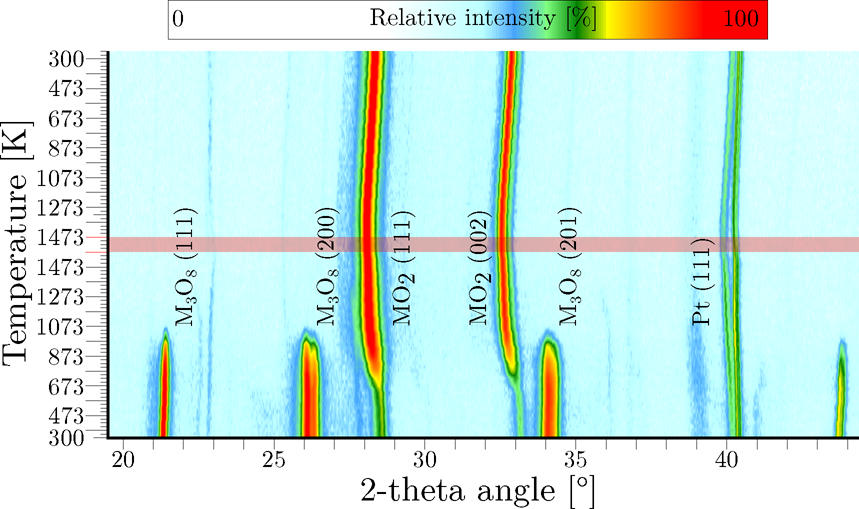 0 Relative intensity [%] 100
Temperature [K]
300
473
673
873
1073
1273
1473
1473
1273
1073
873
673
473
300
M₃O₈ (111)
M₃O₈ (200)
MO₂ (111)
MO₂ (002)
M₃O₈ (201)
Pt (111)
20 25 30 35 40
2-theta angle [°]